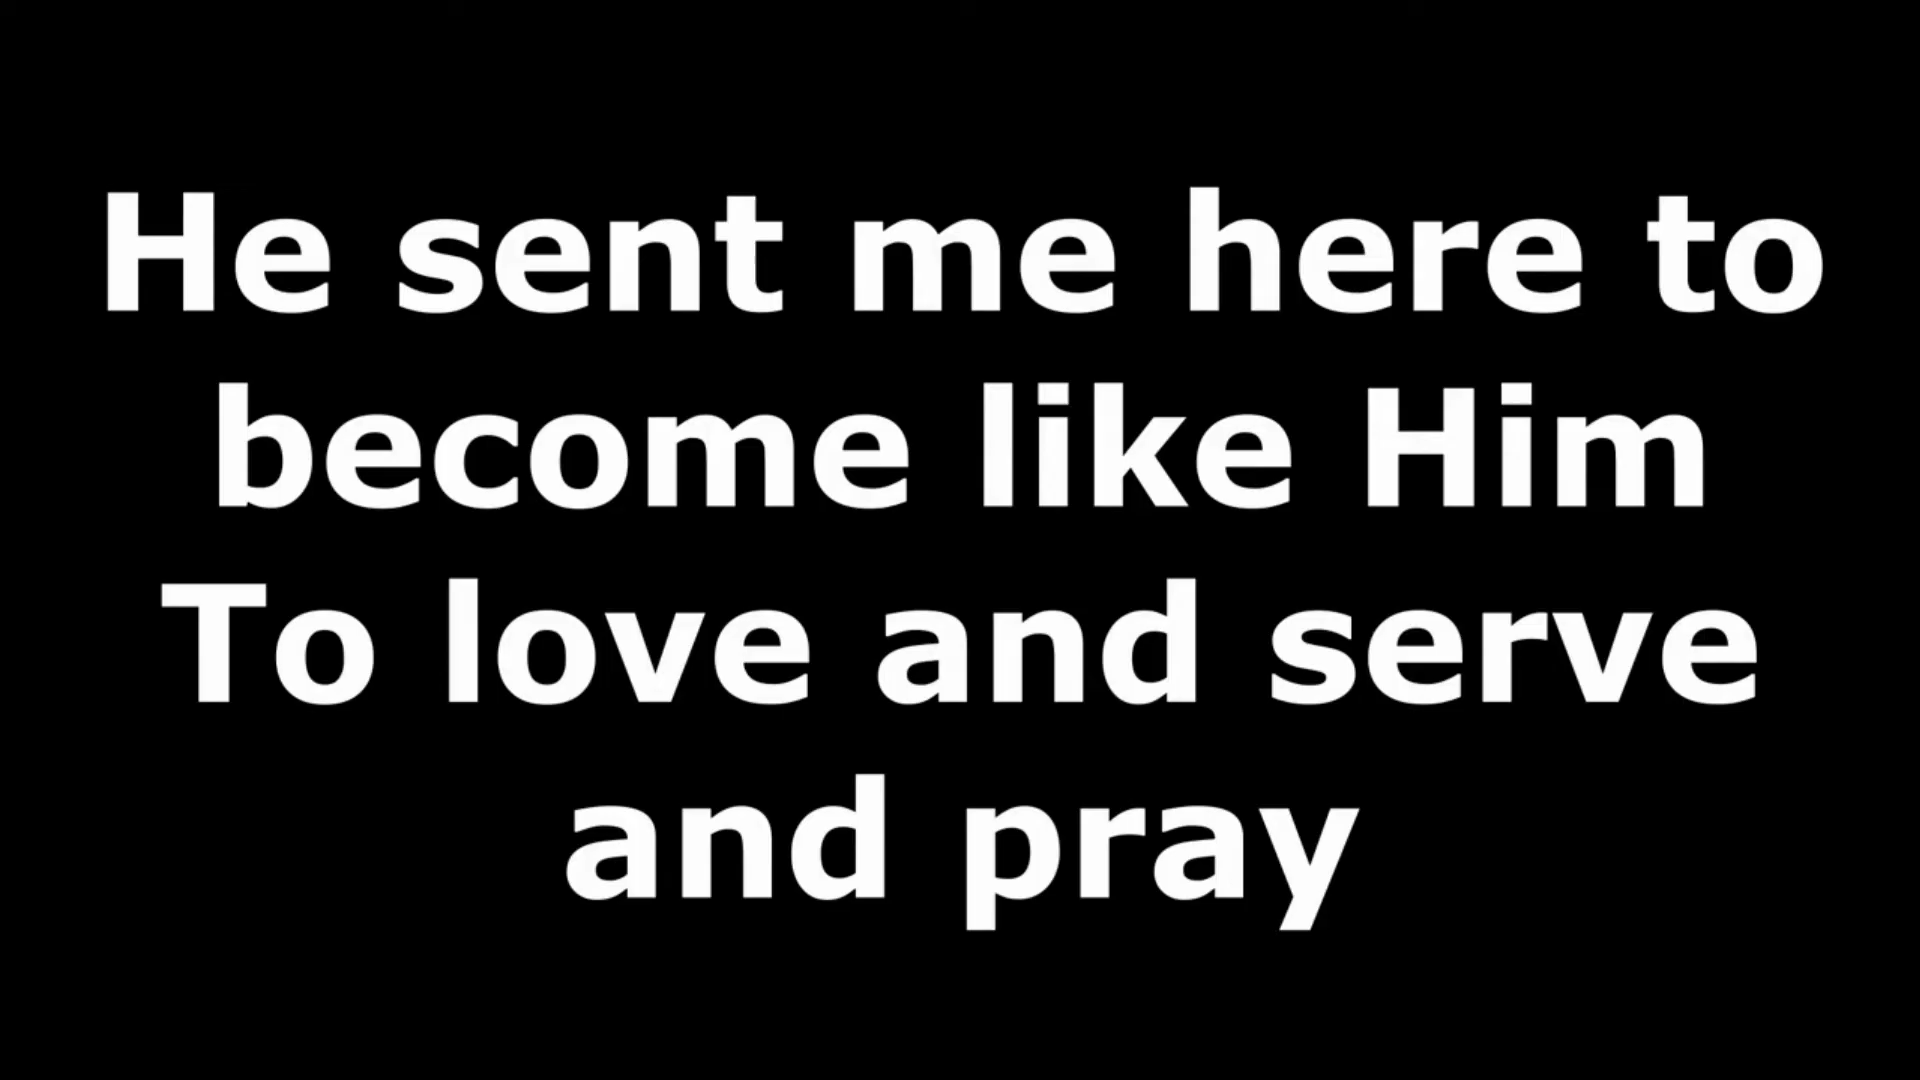 He sent me here to
become like Him
To love and serve
and pray